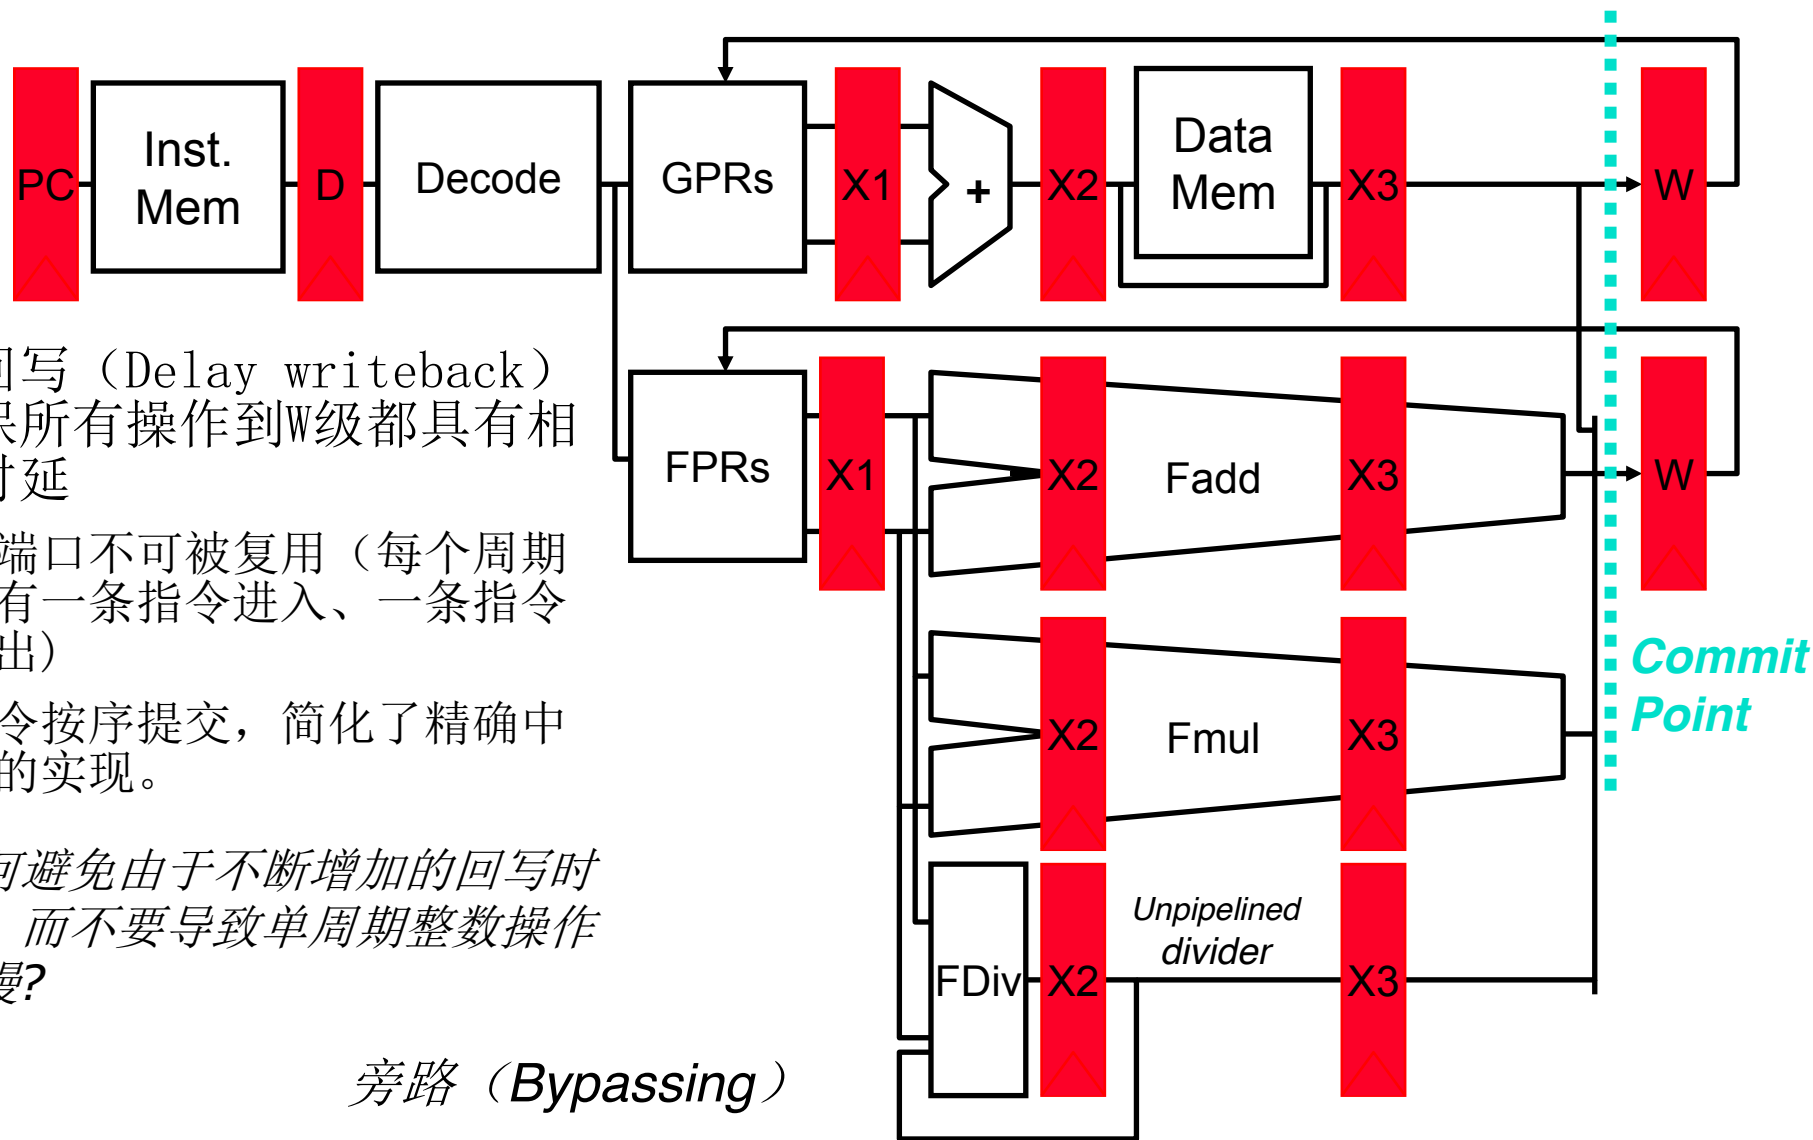 PC
Inst.
Mem
D
Decode
GPRs
X1
+
X2
Data
Mem
X3
W
回写（Delay writeback）
保所有操作到W级都具有相
时延
端口不可被复用（每个周期
有一条指令进入、一条指令
出）
令按序提交，简化了精确中
的实现。
可避免由于不断增加的回写时
而不要导致单周期整数操作
慢?
旁路（Bypassing）
FPRs
X1
X2
Fadd
X3
W
X2
Fmul
X3
Commit
Point
FDiv
X2
Unpipelined
divider
X3